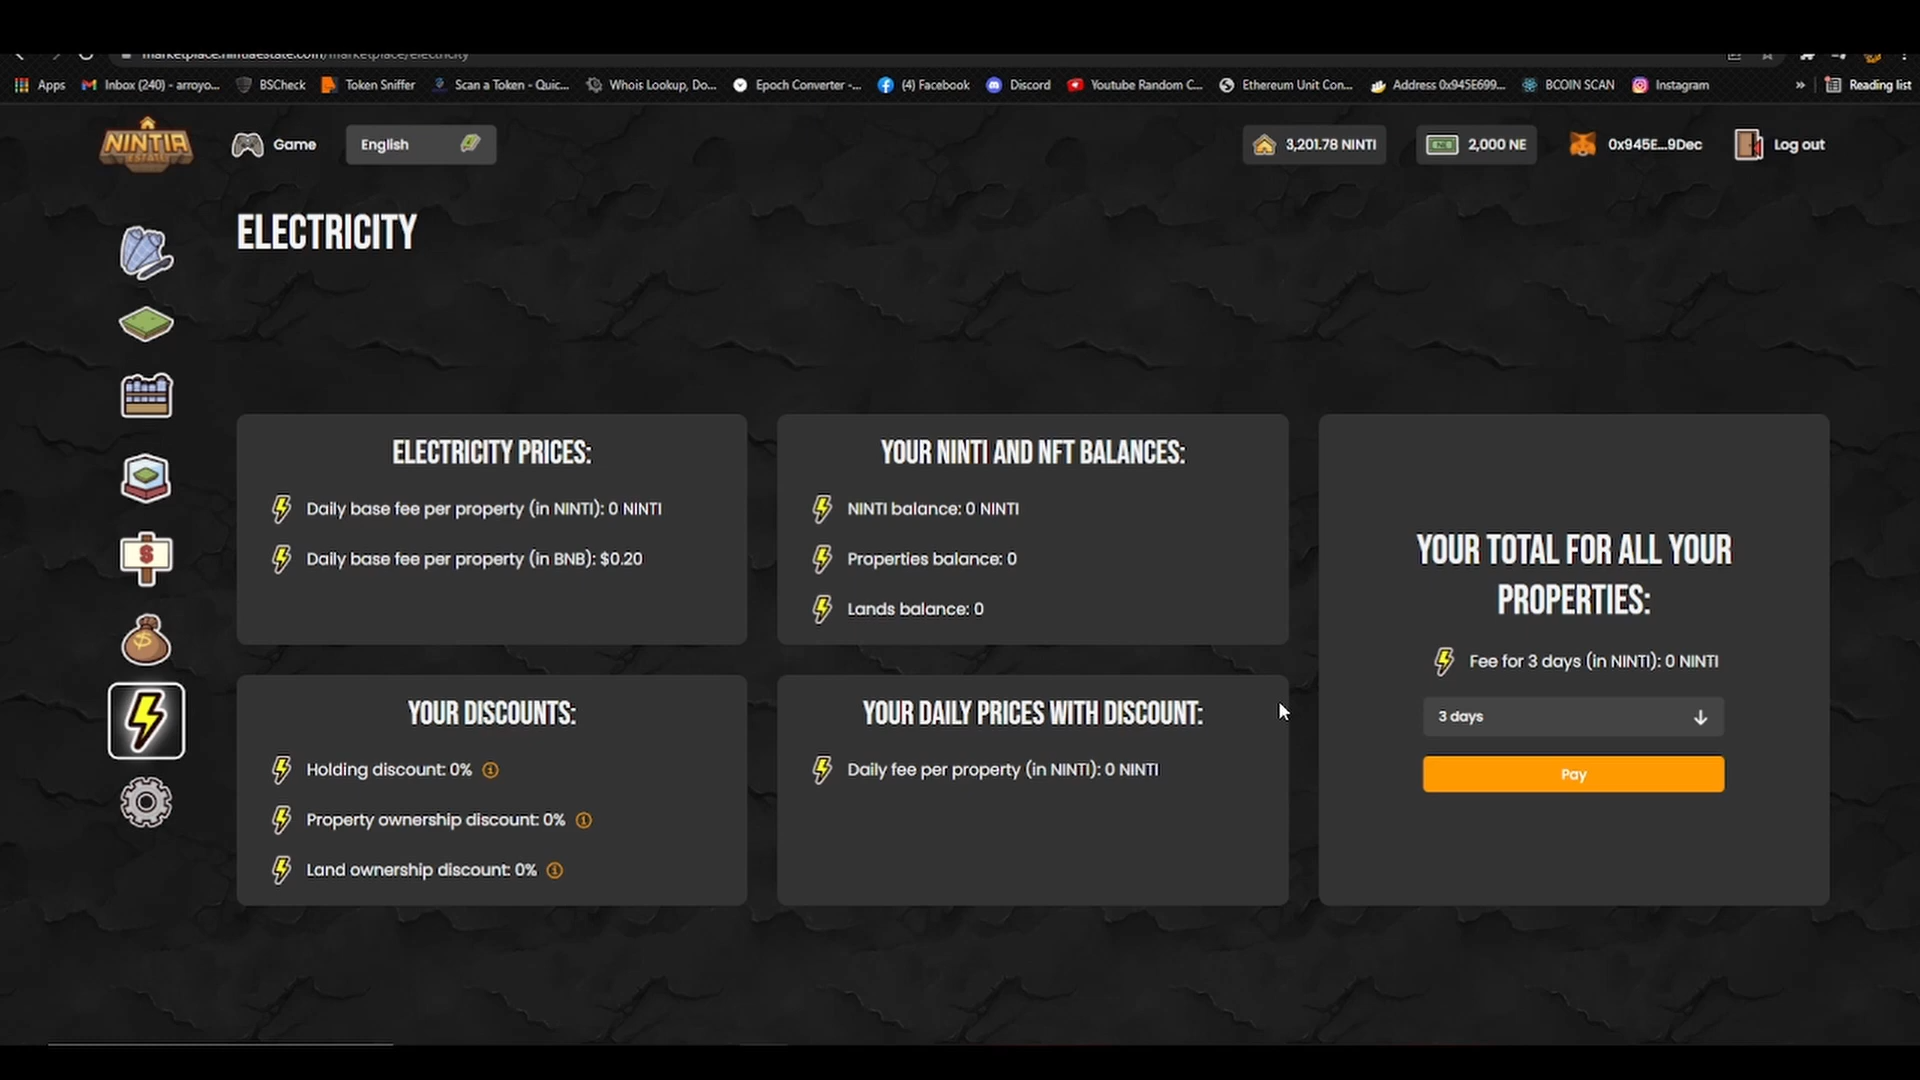 marketplace.nintiaestate.com/marketplace/electricity
Apps
Inbox (240) - arroyo...
BSCheck
Token Sniffer
Scan a Token - Quic...
Whois Lookup, Do...
Epoch Converter -...
(4) Facebook
Discord
Youtube Random C...
Ethereum Unit Con...
Address 0x945E699...
BCOIN SCAN
Instagram
»
Reading list
NINTIA
ESTATE
Game
English
3,201.78 NINTI
2,000 NE
0x945E...9Dec
Log out
ELECTRICITY
ELECTRICITY PRICES:
Daily base fee per property (in NINTI): 0 NINTI
Daily base fee per property (in BNB): $0.20
YOUR NINTI AND NFT BALANCES:
NINTI balance: 0 NINTI
Properties balance: 0
Lands balance: 0
YOUR DISCOUNTS:
Holding discount: 0%
Property ownership discount: 0%
Land ownership discount: 0%
YOUR DAILY PRICES WITH DISCOUNT:
Daily fee per property (in NINTI): 0 NINTI
YOUR TOTAL FOR ALL YOUR
PROPERTIES:
Fee for 3 days (in NINTI): 0 NINTI
3 days
Pay